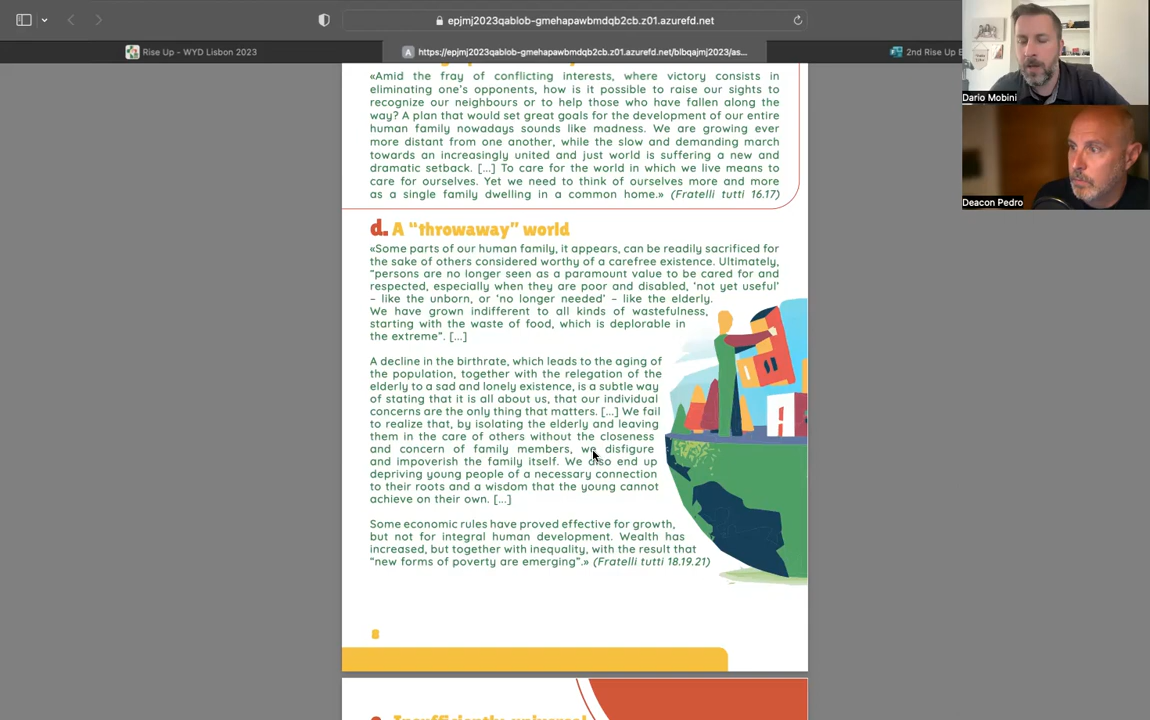 epjmj2023qablob-gmehapawbmdqb2cb.z01.azurefd.net
Rise Up - WYD Lisbon 2023
https://epjmj2023qablob-gmehapawbmdqb2cb.z01.azurefd.net/blbqajmj2023/as...
2nd Rise Up
Dario Mobini
Deacon Pedro
«Amid the fray of conflicting interests, where victory consists in
eliminating one's opponents, how is it possible to raise our sights to
recognize our neighbours or to help those who have fallen along the
way? A plan that would set great goals for the development of our entire
human family nowadays sounds like madness. We are growing ever
more distant from one another, while the slow and demanding march
towards an increasingly united and just world is suffering a new and
dramatic setback. [...] To care for the world in which we live means to
care for ourselves. Yet we need to think of ourselves more and more
as a single family dwelling in a common home.» (Fratelli tutti 16.17)
d. A “throwaway” world
«Some parts of our human family, it appears, can be readily sacrificed for
the sake of others considered worthy of a carefree existence. Ultimately,
“persons are no longer seen as a paramount value to be cared for and
respected, especially when they are poor and disabled, ‘not yet useful’
– like the unborn, or ‘no longer needed’ – like the elderly.
We have grown indifferent to all kinds of wastefulness,
starting with the waste of food, which is deplorable in
the extreme”. [...]
A decline in the birthrate, which leads to the aging of
the population, together with the relegation of the
elderly to a sad and lonely existence, is a subtle way
of stating that it is all about us, that our individual
concerns are the only thing that matters. [...] We fail
to realize that, by isolating the elderly and leaving
them in the care of others without the closeness
and concern of family members, we disfigure
and impoverish the family itself. We also end up
depriving young people of a necessary connection
to their roots and a wisdom that the young cannot
achieve on their own. [...]
Some economic rules have proved effective for growth,
but not for integral human development. Wealth has
increased, but together with inequality, with the result that
“new forms of poverty are emerging”.» (Fratelli tutti 18.19.21)
8
e. Insufficiently universal